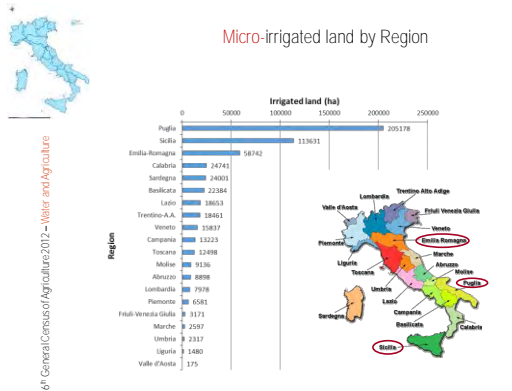 Micro-irrigated land by Region
6th General Census of Agriculture 2012 – Water and Agriculture
Irrigated land (ha)
0 50000 100000 150000 200000 250000
Region
Puglia 205178
Sicilia 113631
Emilia-Romagna 58742
Calabria 24741
Sardegna 24001
Basilicata 22384
Lazio 18653
Trentino-A.A. 18461
Veneto 15837
Campania 13223
Toscana 12498
Molise 9136
Abruzzo 8898
Lombardia 7978
Piemonte 6581
Friuli-Venezia Giulia 3171
Marche 2597
Umbria 2317
Liguria 1480
Valle d'Aosta 175
Trentino Alto Adige
Lombardia
Valle d'Aosta
Friuli Venezia Giulia
Veneto
Piemonte
Emilia Romagna
Marche
Liguria
Abruzzo
Toscana
Molise
Puglia
Umbria
Lazio
Sardegna
Campania
Basilicata
Calabria
Sicilia